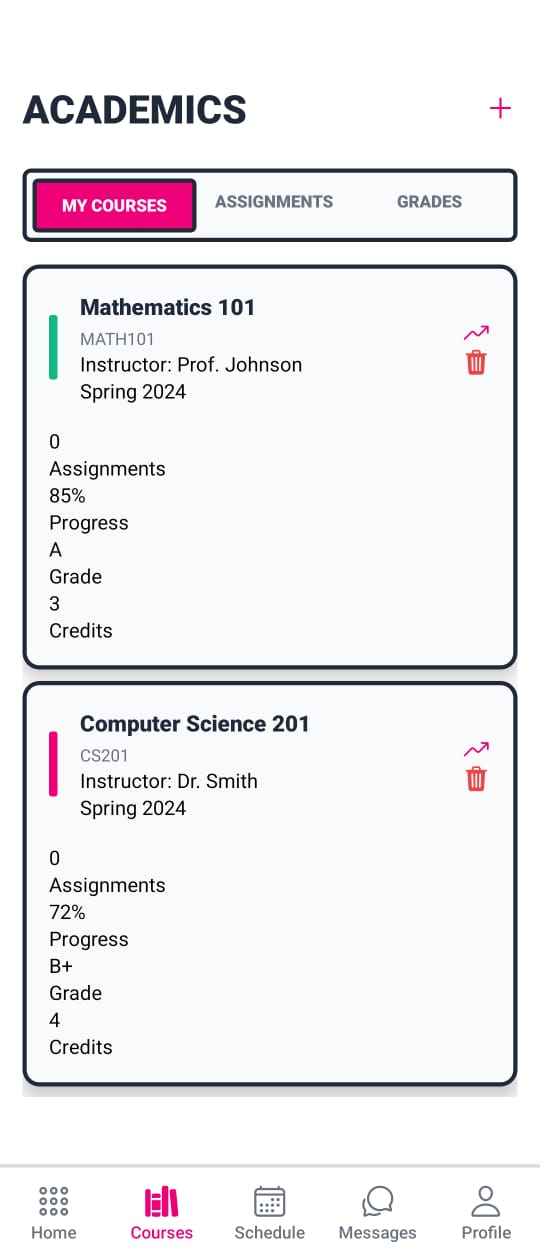 ACADEMICS
MY COURSES
ASSIGNMENTS
GRADES
Mathematics 101
MATH101
Instructor: Prof. Johnson
Spring 2024
0
Assignments
85%
Progress
A
Grade
3
Credits
Computer Science 201
CS201
Instructor: Dr. Smith
Spring 2024
0
Assignments
72%
Progress
B+
Grade
4
Credits
Home
Courses
Schedule
Messages
Profile